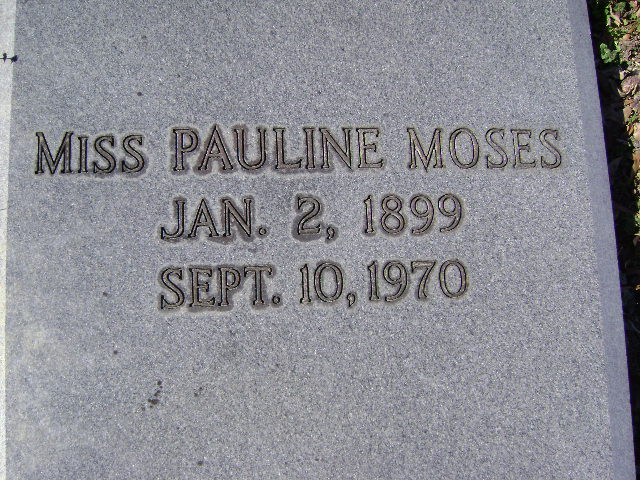 Miss PAULINE MOSES
JAN. 2, 1899
SEPT. 10, 1970